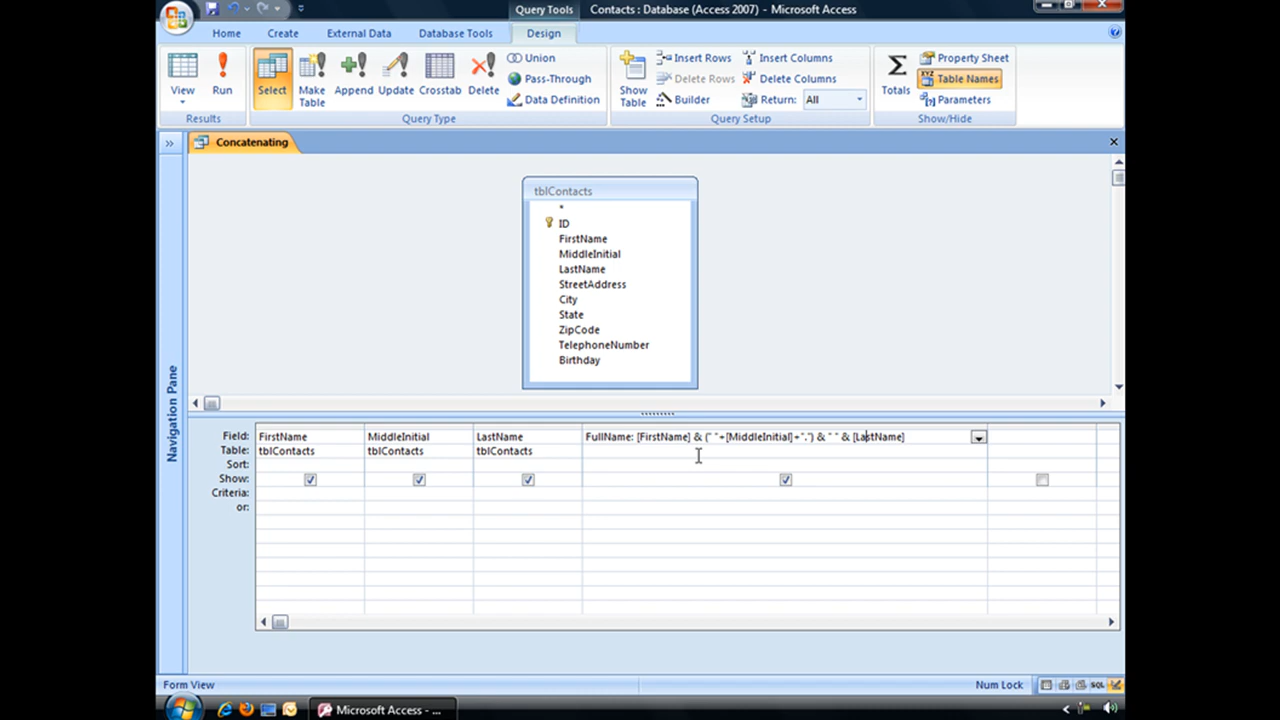 Query Tools
Contacts : Database (Access 2007) - Microsoft Access
Home Create External Data Database Tools Design
View Run Select Make Table Append Update Crosstab Delete
Union
Pass-Through
Data Definition
Show Table
Insert Rows
Delete Rows
Builder
Insert Columns
Delete Columns
Return: All
Totals
Property Sheet
Table Names
Parameters
Results Query Type Query Setup Show/Hide
Concatenating
Navigation Pane
tblContacts
*
ID
FirstName
MiddleInitial
LastName
StreetAddress
City
State
ZipCode
TelephoneNumber
Birthday
Field: FirstName MiddleInitial LastName FullName: [FirstName] & (" "+[MiddleInitial]+".") & " " & [LastName]
Table: tblContacts tblContacts tblContacts
Sort:
Show:
Criteria:
or:
Form View Num Lock SQL
Microsoft Access - ...